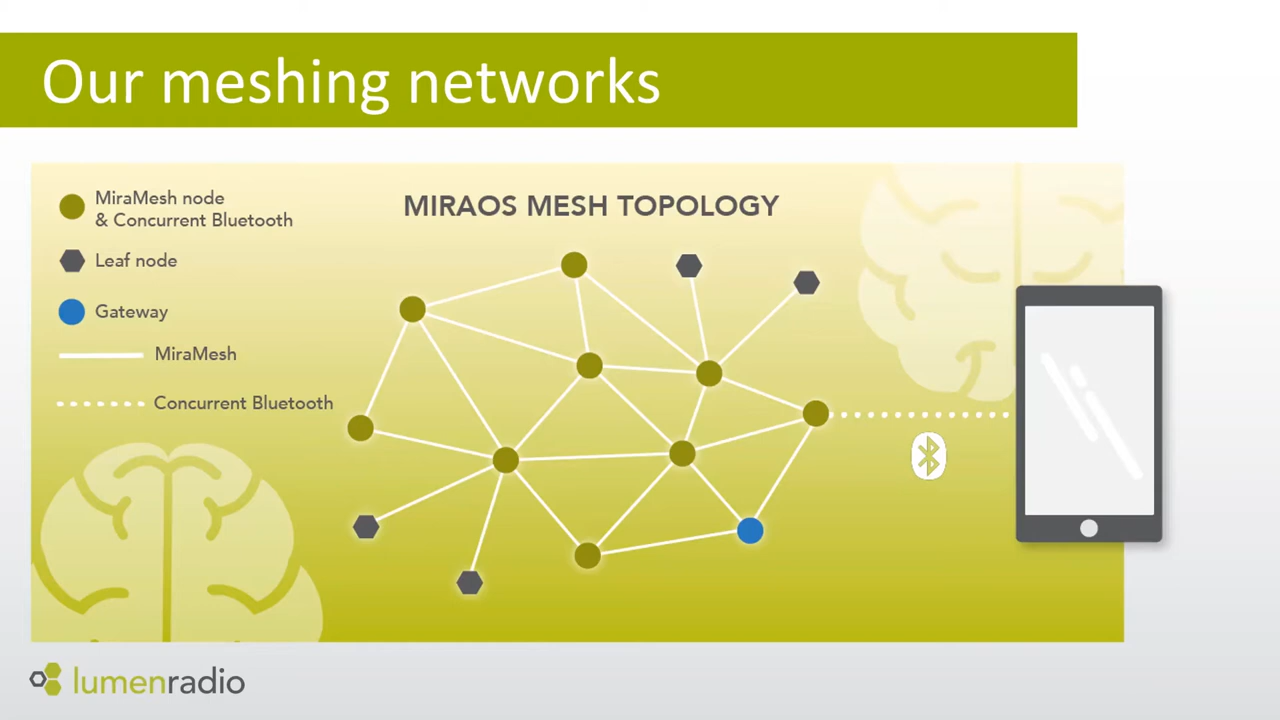 Our meshing networks
MIRAOS MESH TOPOLOGY
MiraMesh node
& Concurrent Bluetooth
Leaf node
Gateway
MiraMesh
Concurrent Bluetooth
lumenradio